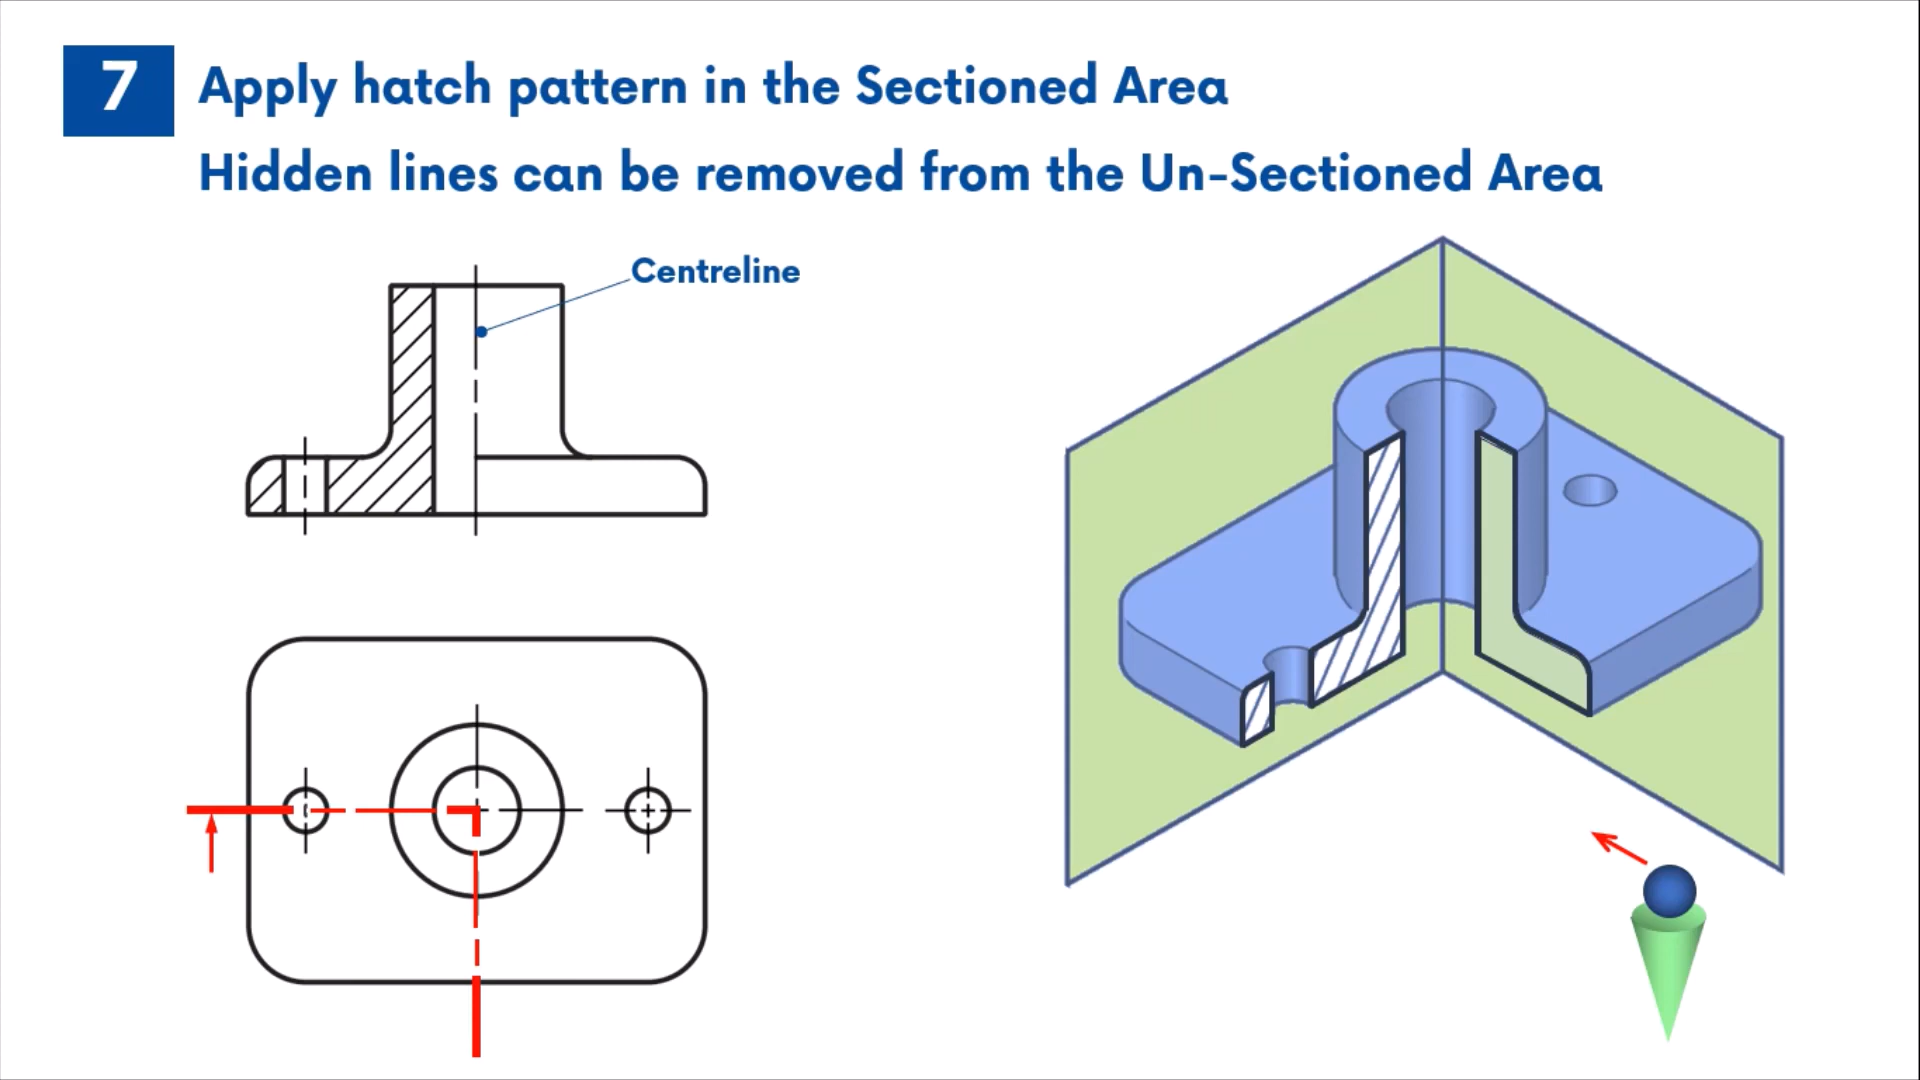 7
Apply hatch pattern in the Sectioned Area
Hidden lines can be removed from the Un-Sectioned Area
Centreline